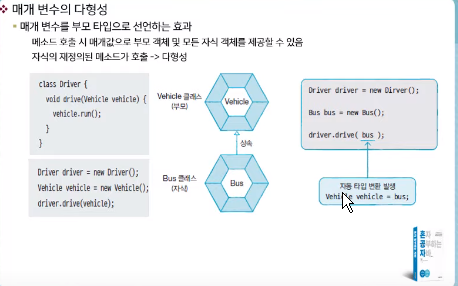 매개 변수의 다형성
매개 변수를 부모 타입으로 선언하는 효과
메소드 호출 시 매개값으로 부모 객체 및 모든 자식 객체를 제공할 수 있음
자식의 재정의된 메소드가 호출 -> 다형성
class Driver {
void drive(Vehicle vehicle) {
vehicle.run();
}
}
Driver driver = new Driver();
Vehicle vehicle = new Vehicle();
driver.drive(vehicle);
Vehicle 클래스
(부모)
Vehicle
상속
Bus 클래스
(자식)
Bus
Driver driver = new Dirver();
Bus bus = new Bus();
driver.drive( bus );
자동 타입 변환 발생
Vehicle vehicle = bus;
혼자
공부하는
자바